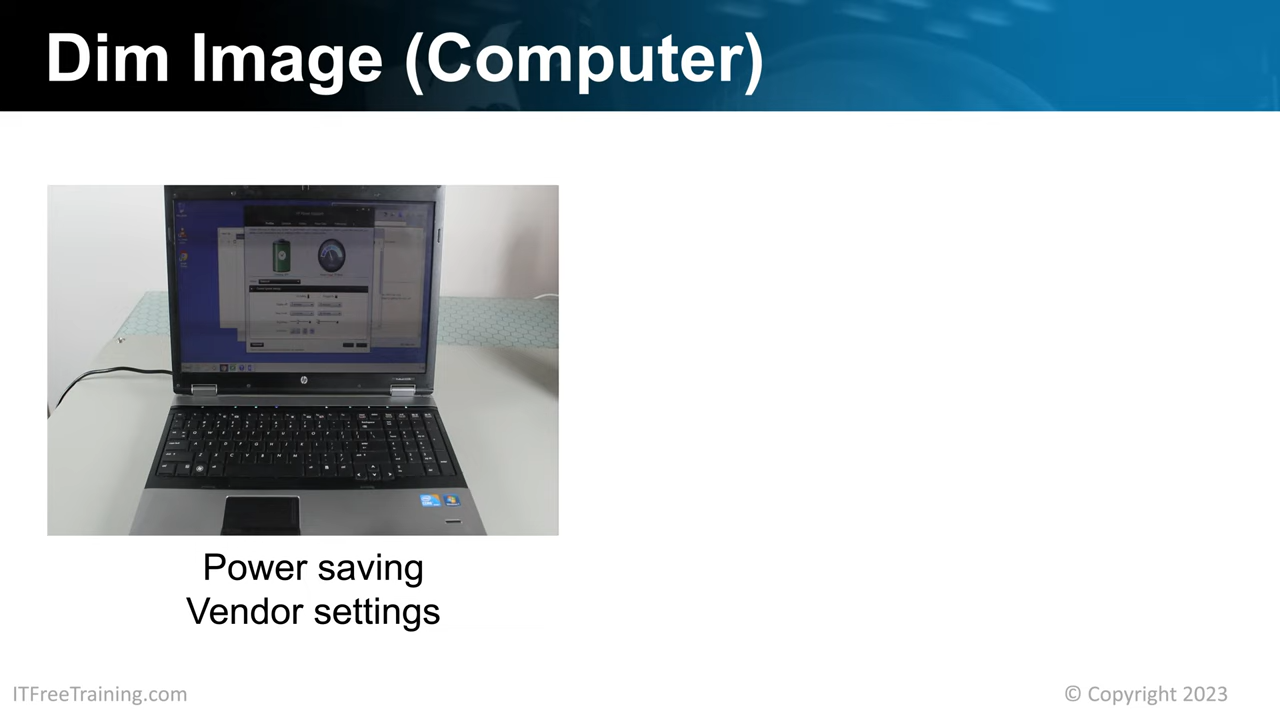 Dim Image (Computer)
Power saving
Vendor settings
ITFreeTraining.com
© Copyright 2023